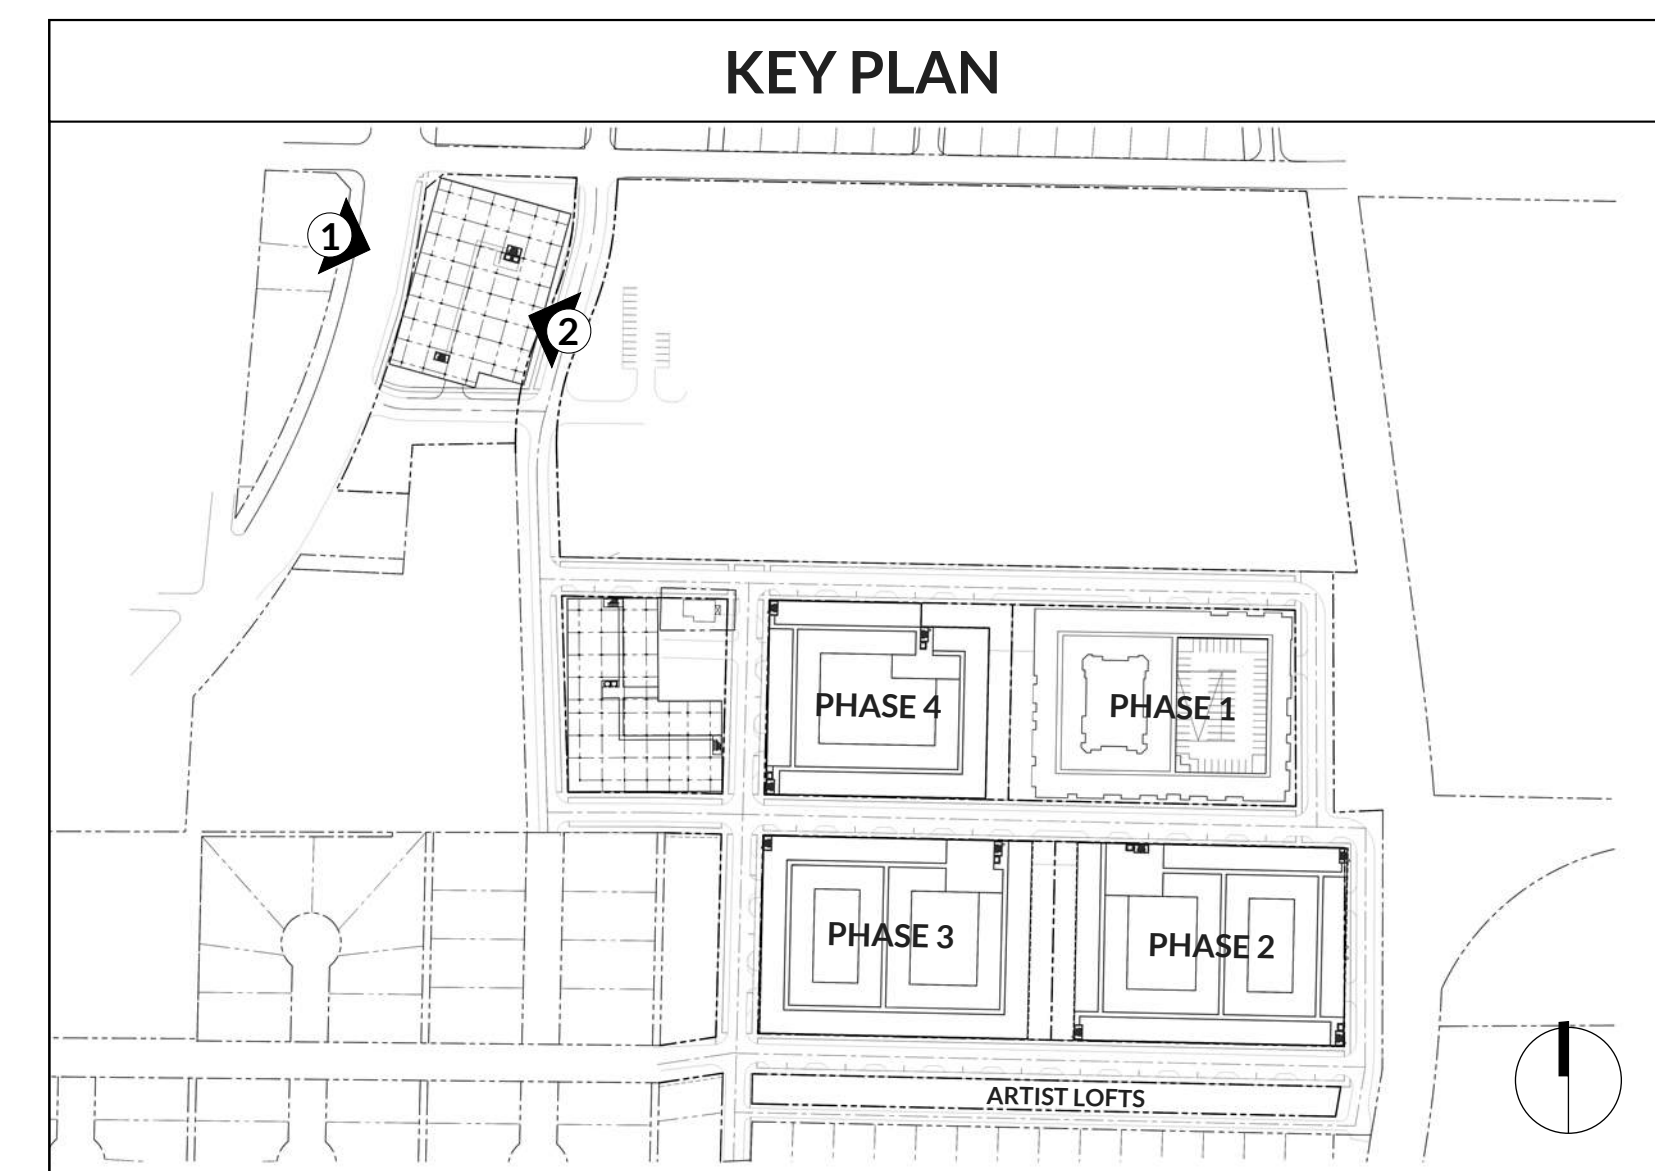 KEY PLAN
1
2
PHASE 4
PHASE 1
PHASE 3
PHASE 2
ARTIST LOFTS